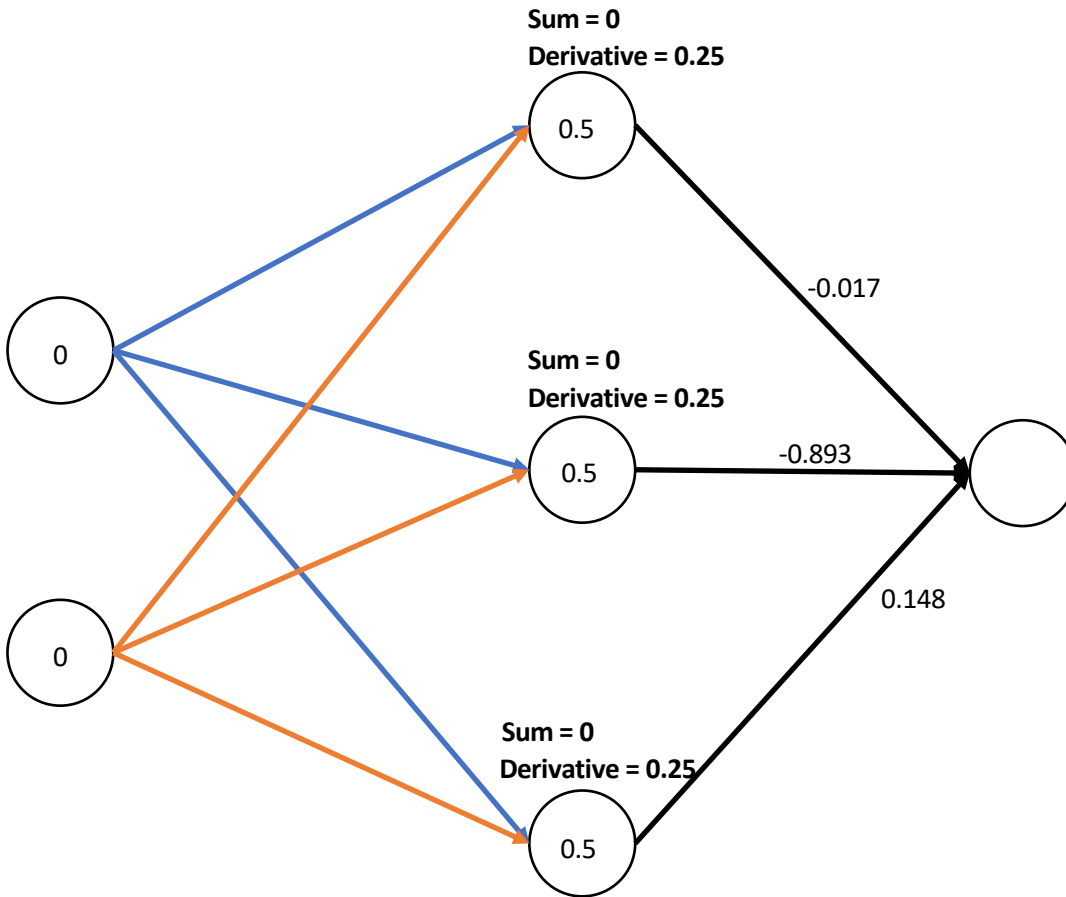 Sum = 0
Derivative = 0.25
0.5
-0.017
0
Sum = 0
Derivative = 0.25
0.5
-0.893
0.148
0
Sum = 0
Derivative = 0.25
0.5